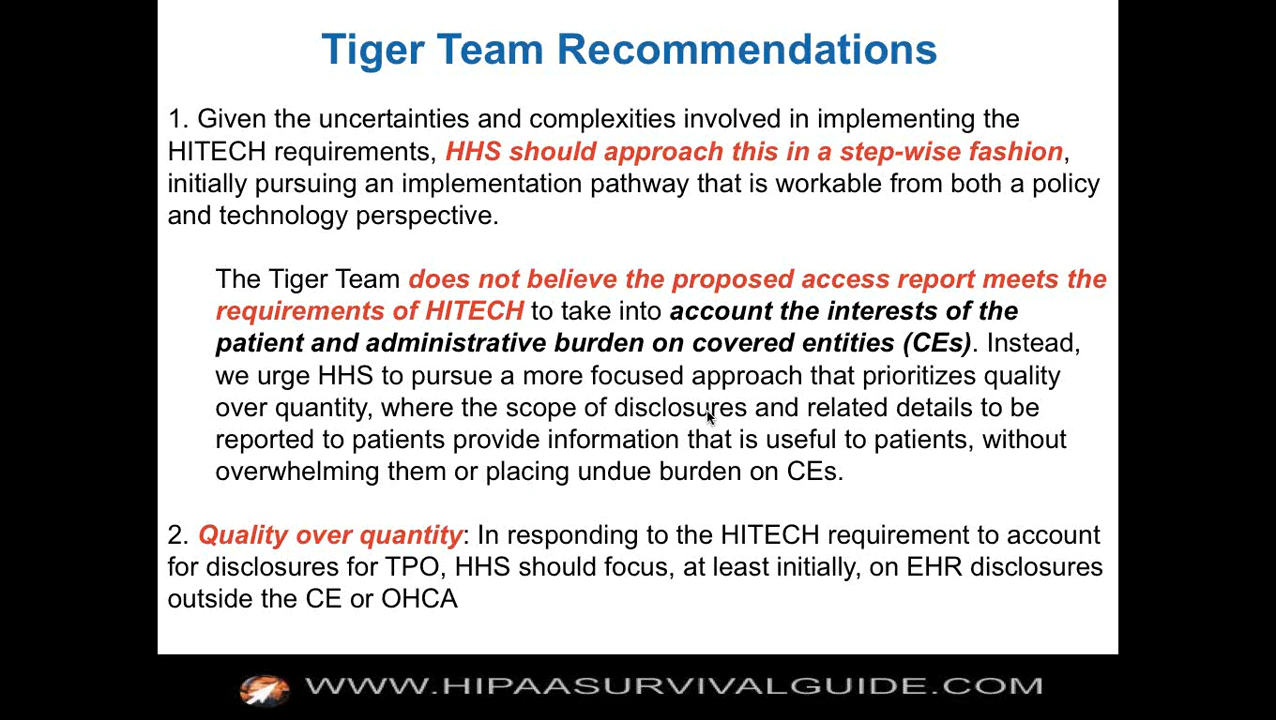 Tiger Team Recommendations
1. Given the uncertainties and complexities involved in implementing the
HITECH requirements, HHS should approach this in a step-wise fashion,
initially pursuing an implementation pathway that is workable from both a policy
and technology perspective.
The Tiger Team does not believe the proposed access report meets the
requirements of HITECH to take into account the interests of the
patient and administrative burden on covered entities (CEs). Instead,
we urge HHS to pursue a more focused approach that prioritizes quality
over quantity, where the scope of disclosures and related details to be
reported to patients provide information that is useful to patients, without
overwhelming them or placing undue burden on CEs.
2. Quality over quantity: In responding to the HITECH requirement to account
for disclosures for TPO, HHS should focus, at least initially, on EHR disclosures
outside the CE or OHCA
WWW.HIPAASURVIVALGUIDE.COM